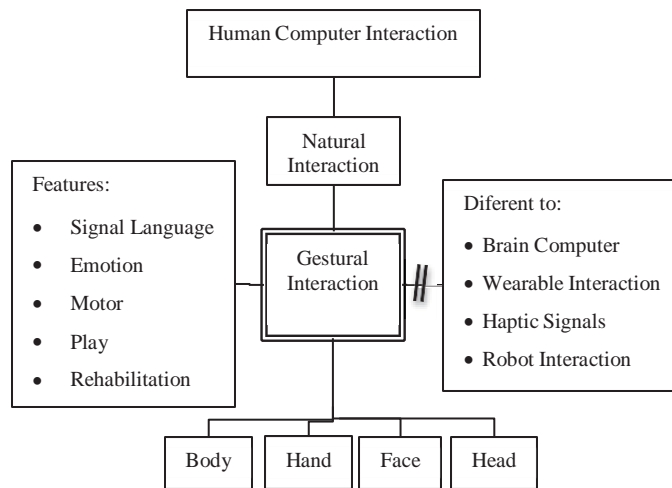 Human Computer Interaction
Natural
Interaction
Features:
• Signal Language
• Emotion
• Motor
• Play
• Rehabilitation
Gestural
Interaction
Diferent to:
• Brain Computer
• Wearable Interaction
• Haptic Signals
• Robot Interaction
Body
Hand
Face
Head